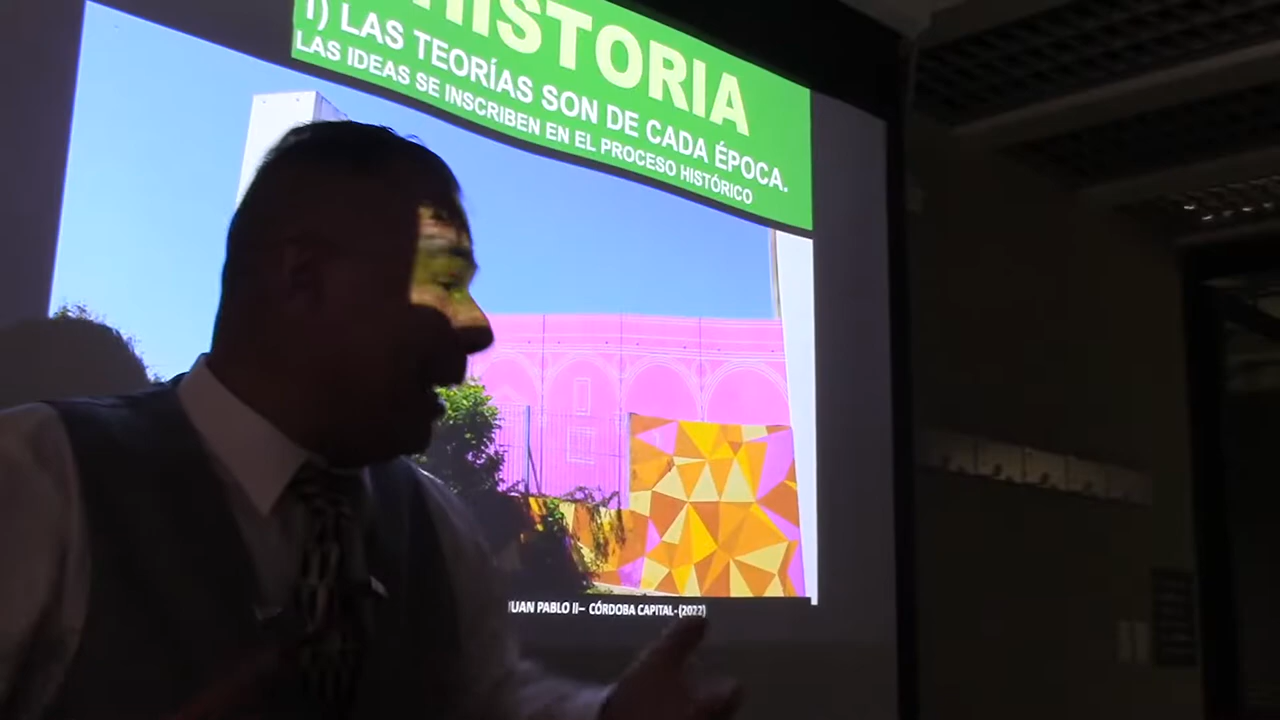 HISTORIA
1) LAS TEORÍAS SON DE CADA ÉPOCA.
LAS IDEAS SE INSCRIBEN EN EL PROCESO HISTÓRICO
JUAN PABLO II– CÓRDOBA CAPITAL- (2022)